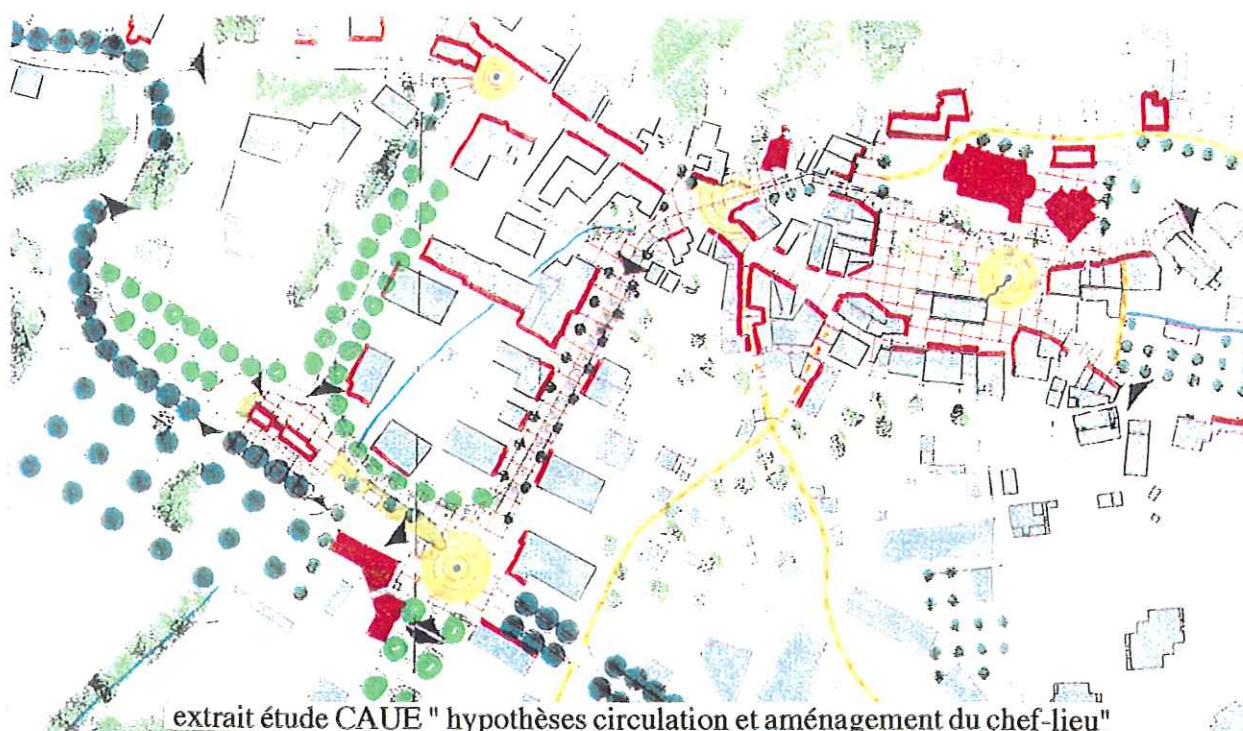 extrait étude CAUE " hypothèses circulation et aménagement du chef-lieu"